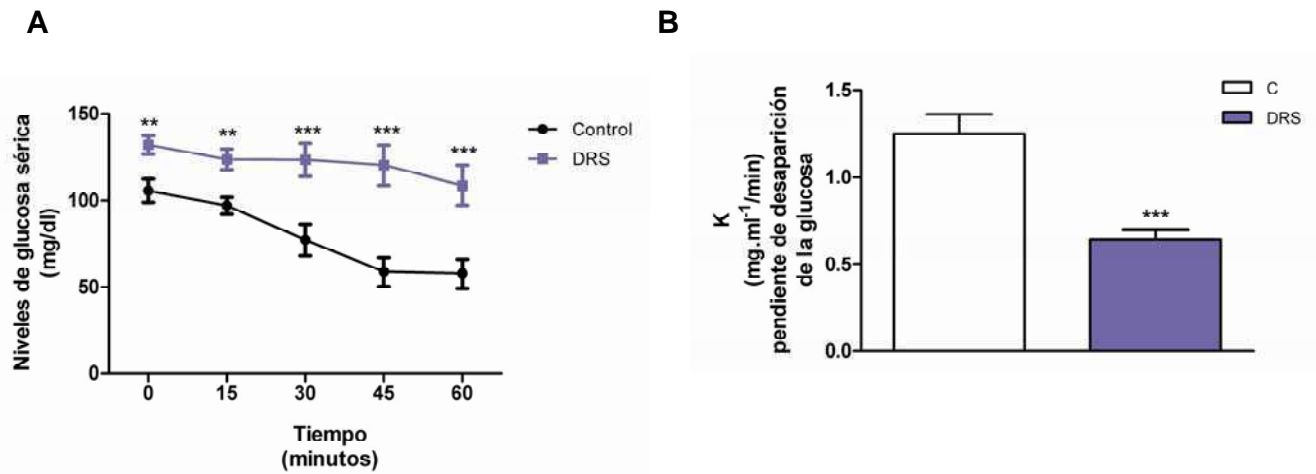 A
Niveles de glucosa sérica
(mg/dl)
150
100
50
0
**
**
***
***
***
0 15 30 45 60
Tiempo
(minutos)
Control
DRS
B
K
(mg.ml⁻¹/min)
pendiente de desaparición
de la glucosa
1.5
1.0
0.5
0.0
***
C
DRS